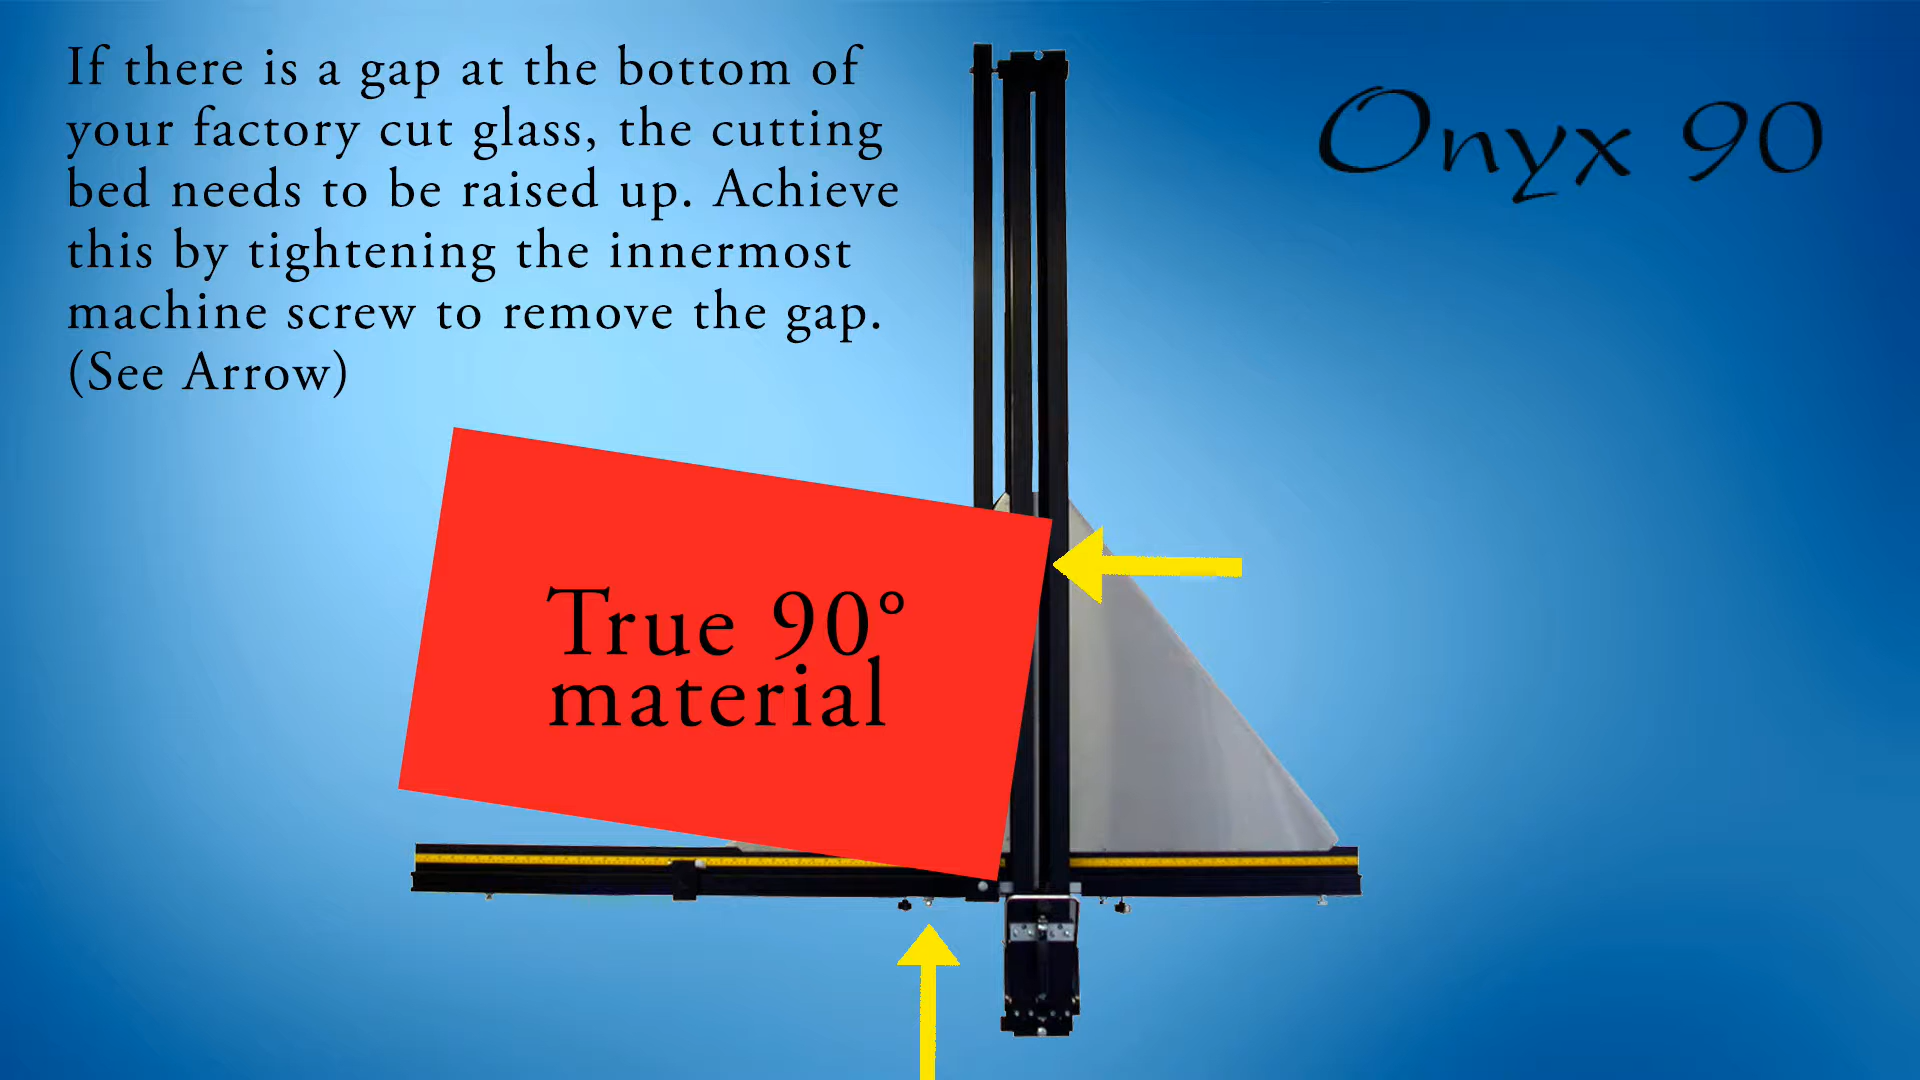 If there is a gap at the bottom of
your factory cut glass, the cutting
bed needs to be raised up. Achieve
this by tightening the innermost
machine screw to remove the gap.
(See Arrow)
Onyx 90
True 90°
material